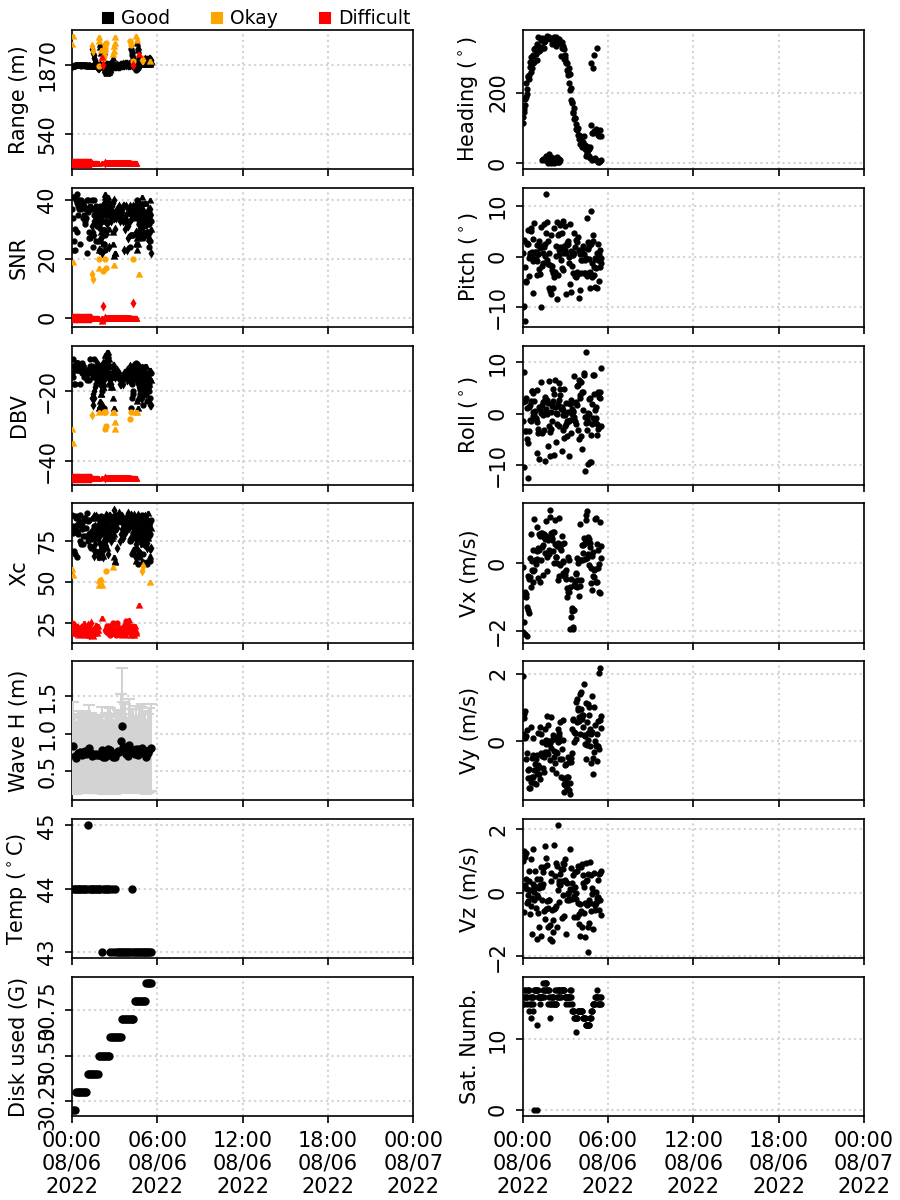 Good Okay Difficult
Range (m)
1870
540
Heading (°)
200
0
SNR
40
20
0
Pitch (°)
10
0
−10
DBV
−20
−40
Roll (°)
10
0
−10
Xc
75
50
25
Vx (m/s)
0
−2
Wave H (m)
1.5
1.0
0.5
Vy (m/s)
2
0
Temp (°C)
45
44
43
Vz (m/s)
2
0
−2
Disk used (G)
30.75
30.50
30.25
Sat. Numb.
10
0
00:00 06:00 12:00 18:00 00:00
08/06 08/06 08/06 08/06 08/07
2022 2022 2022 2022 2022
00:00 06:00 12:00 18:00 00:00
08/06 08/06 08/06 08/06 08/07
2022 2022 2022 2022 2022